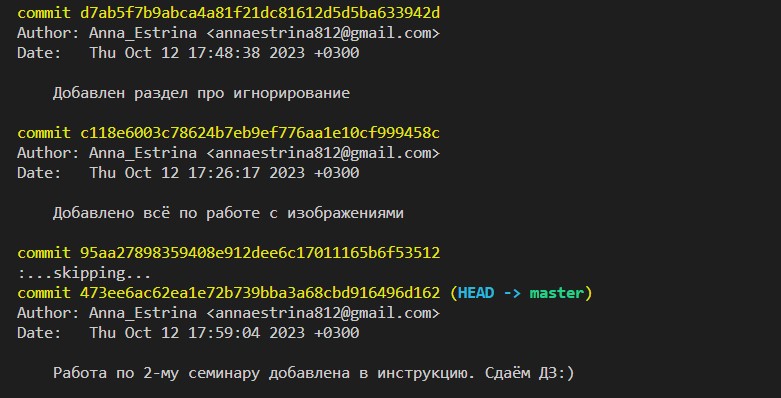 commit d7ab5f7b9abca4a81f21dc81612d5d5ba633942d
Author: Anna_Estrina <annaestrina812@gmail.com>
Date:   Thu Oct 12 17:48:38 2023 +0300
Добавлен раздел про игнорирование
commit c118e6003c78624b7eb9ef776aa1e10cf999458c
Author: Anna_Estrina <annaestrina812@gmail.com>
Date:   Thu Oct 12 17:26:17 2023 +0300
Добавлено всё по работе с изображениями
commit 95aa27898359408e912dee6c17011165b6f53512
:...skipping...
commit 473ee6ac62ea1e72b739bba3a68cbd916496d162 (HEAD -> master)
Author: Anna_Estrina <annaestrina812@gmail.com>
Date:   Thu Oct 12 17:59:04 2023 +0300
Работа по 2-му семинару добавлена в инструкцию. Сдаём ДЗ:)